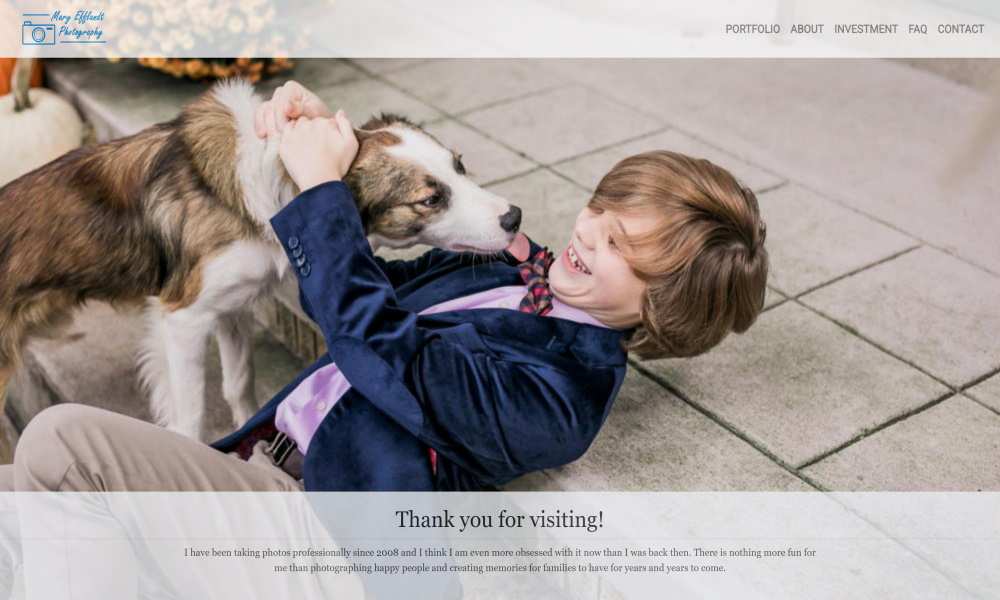 Mary Efflandt
Photography
PORTFOLIO ABOUT INVESTMENT FAQ CONTACT
Thank you for visiting!
I have been taking photos professionally since 2008 and I think I am even more obsessed with it now than I was back then. There is nothing more fun for
me than photographing happy people and creating memories for families to have for years and years to come.